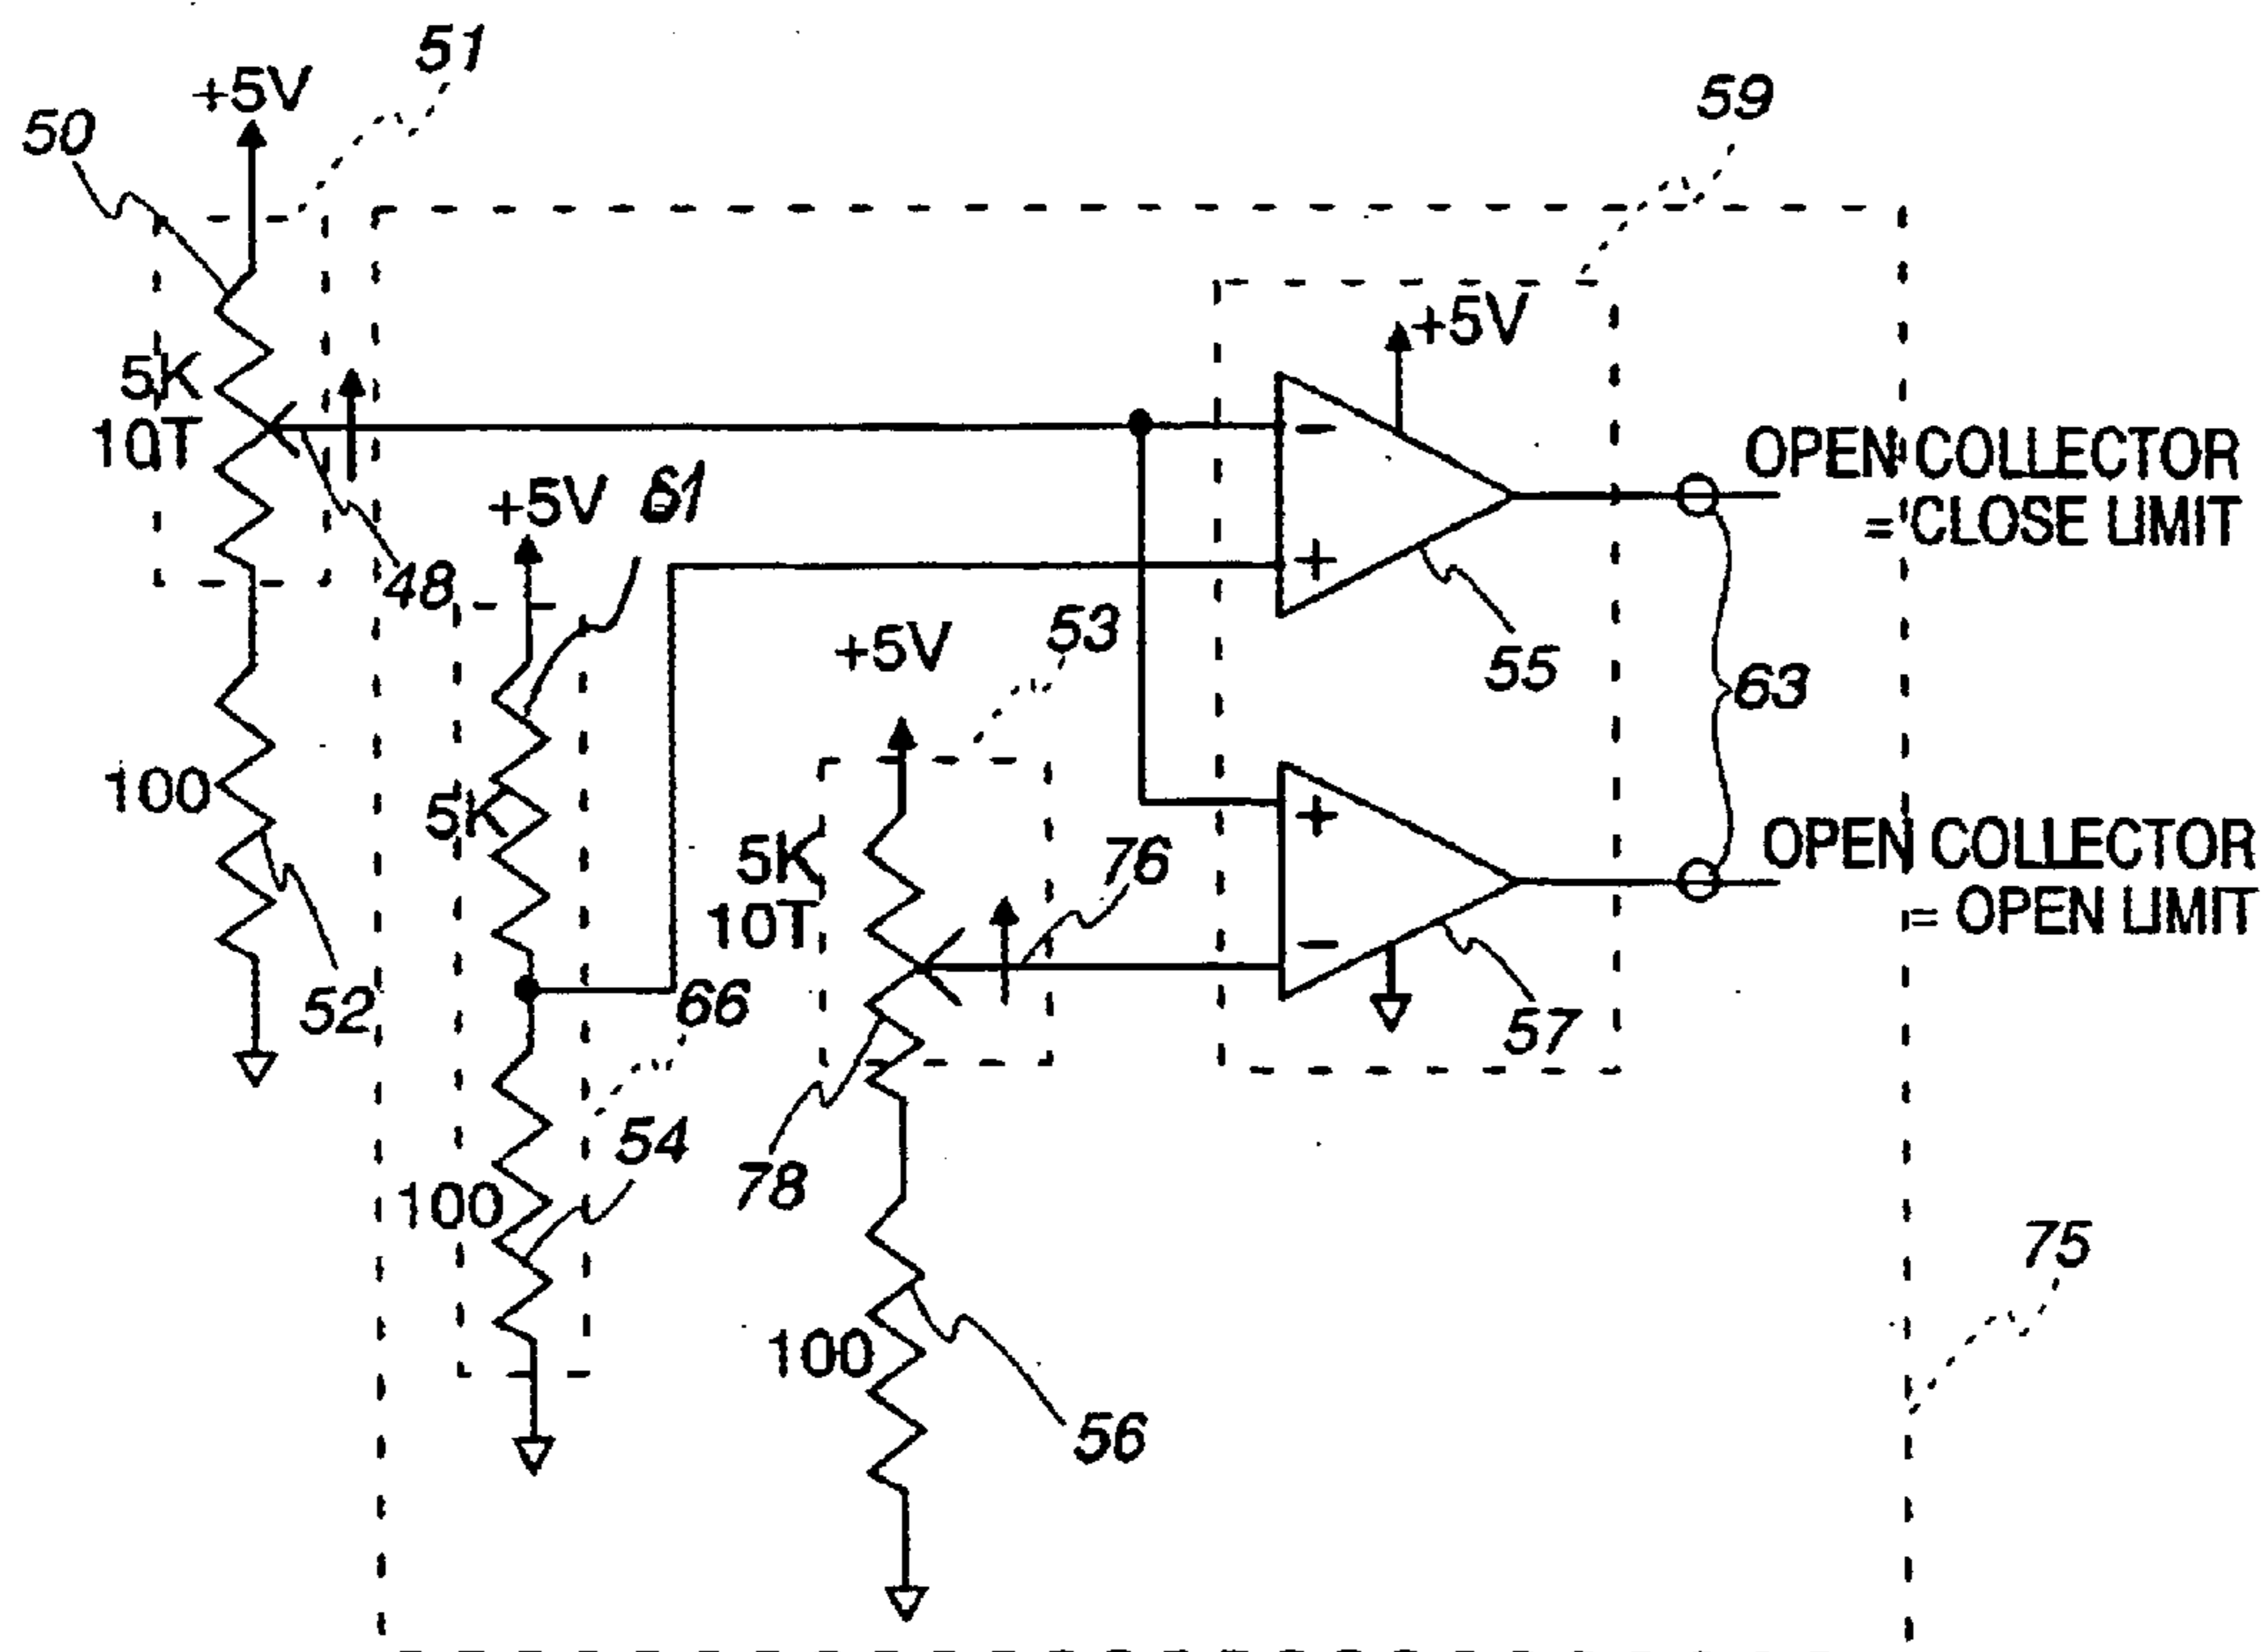 51
+5V
50
59
+5V
5K
10T
OPEN COLLECTOR
= CLOSE LIMIT
−
+
+5V
61
48
53
+5V
55
63
100
5K
5K
10T
76
+
−
OPEN COLLECTOR
= OPEN LIMIT
52
66
57
54
78
100
75
100
56